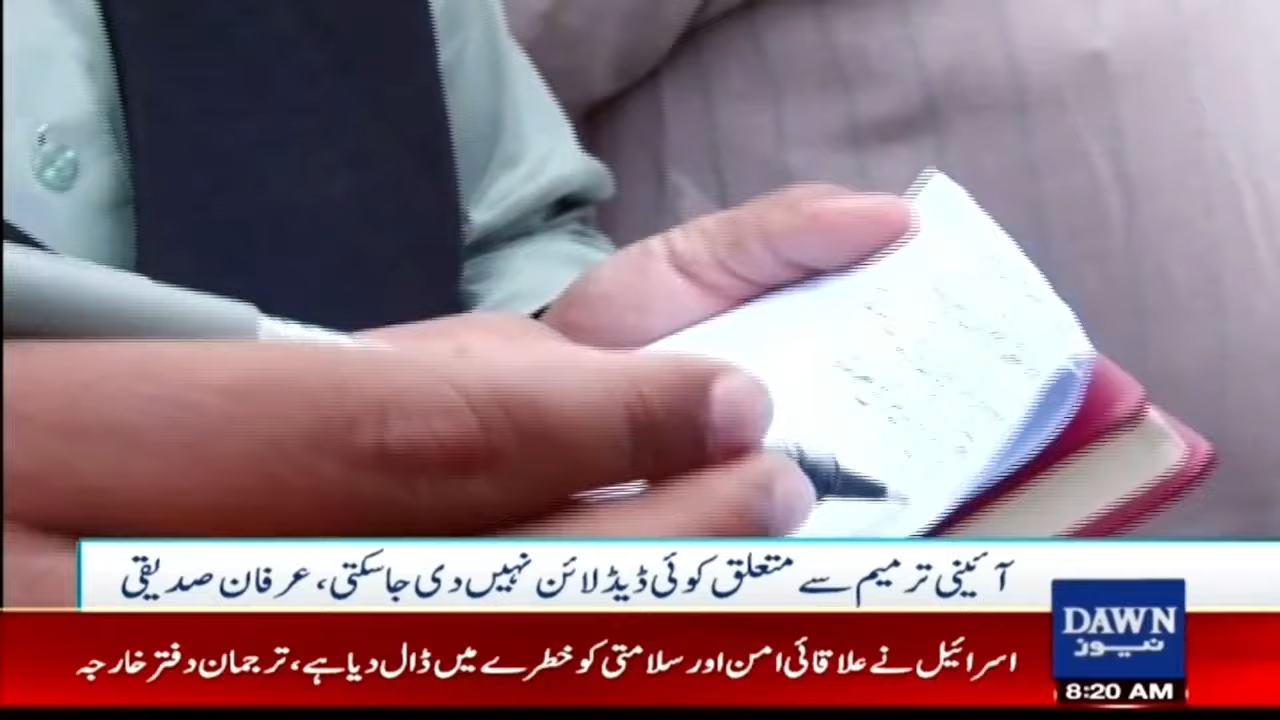 آئینی ترمیم سے متعلق کوئی ڈیڈ لائن نہیں دی جاسکتی، عرفان صدیقی
اسرائیل نے علاقائی امن اور سلامتی کو خطرے میں ڈال دیا ہے، ترجمان دفتر خارجہ
DAWN
نیوز
8:20 AM